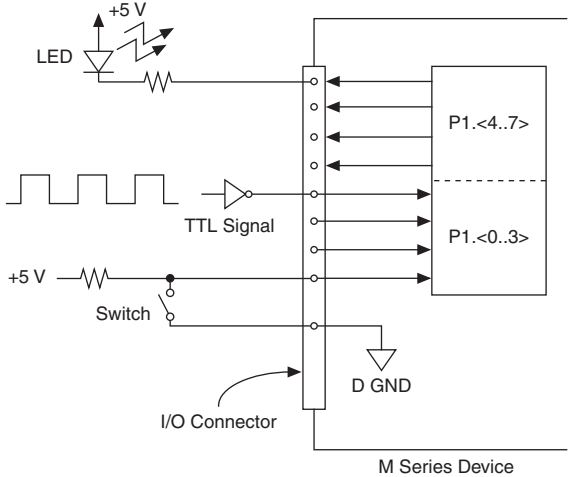 +5 V
LED
P1.<4..7>
TTL Signal
P1.<0..3>
+5 V
Switch
D GND
I/O Connector
M Series Device